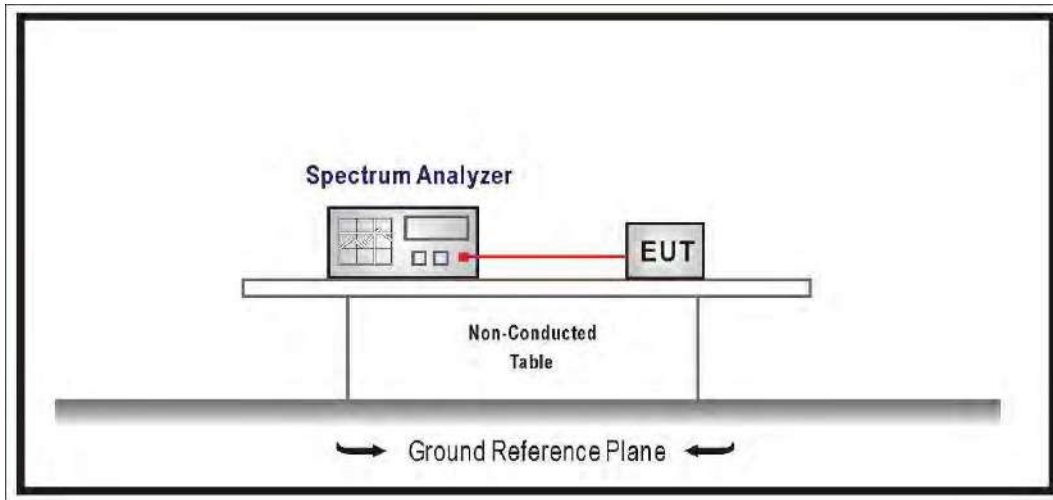 Spectrum Analyzer
EUT
Non-Conducted
Table
Ground Reference Plane